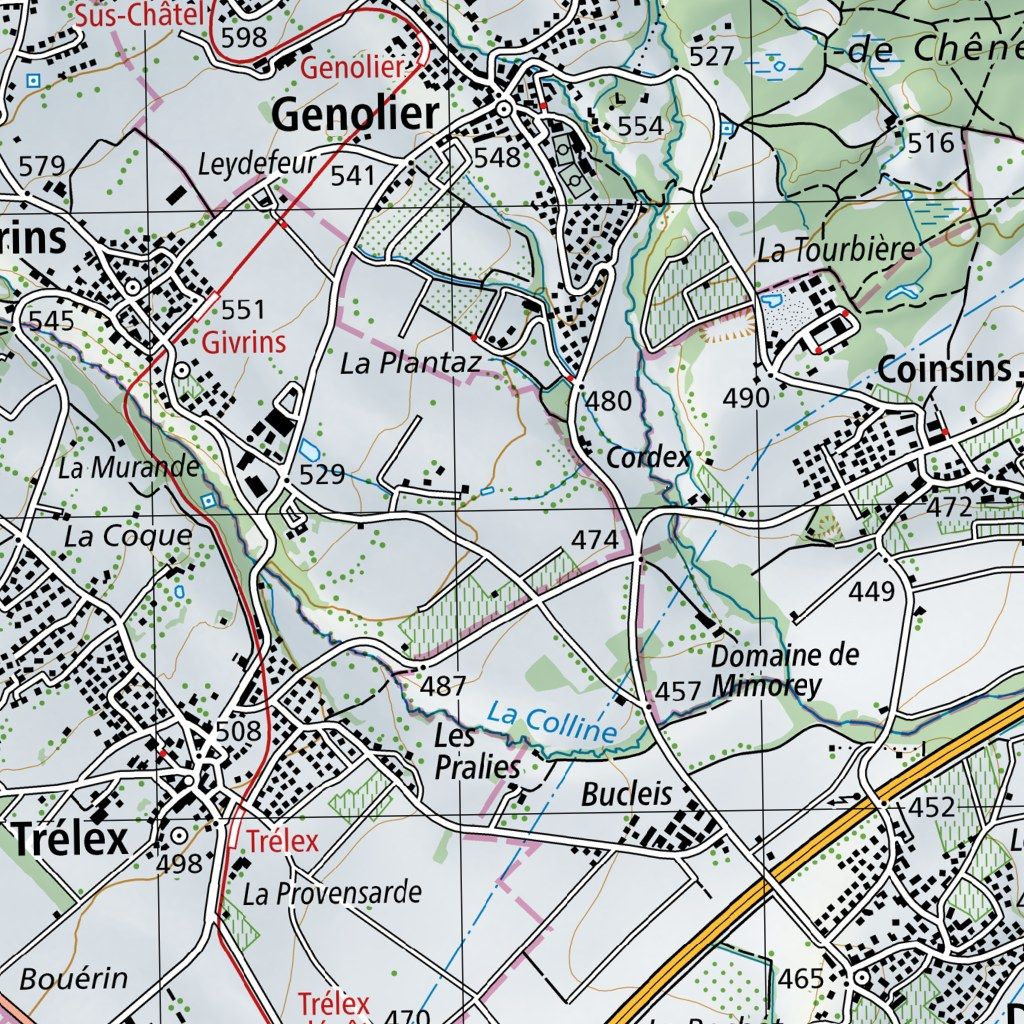 Sus-Châtel
598
Genolier
527
-de Chêne
Genolier
554
516
579
Leydefeur
541
548
rins
La Tourbière
545
551
Givrins
La Plantaz
Coinsins
480
490
La Murande
529
Cordex
472
La Coque
474
449
Domaine de
Mimorey
487
457
508
La Colline
Les
Pralies
Bucleis
452
Trélex
Trélex
498
La Provensarde
Bouérin
465
Trélex
470